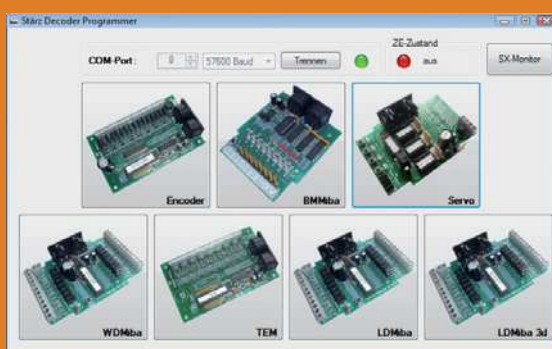 Stärz Decoder Programmer
ZE-Zustand
COM-Port: 57600 Baud Trennen aus SX-Monitor
Encoder BMMiba Servo
WDMiba TEM LDMiba LDMiba 3d